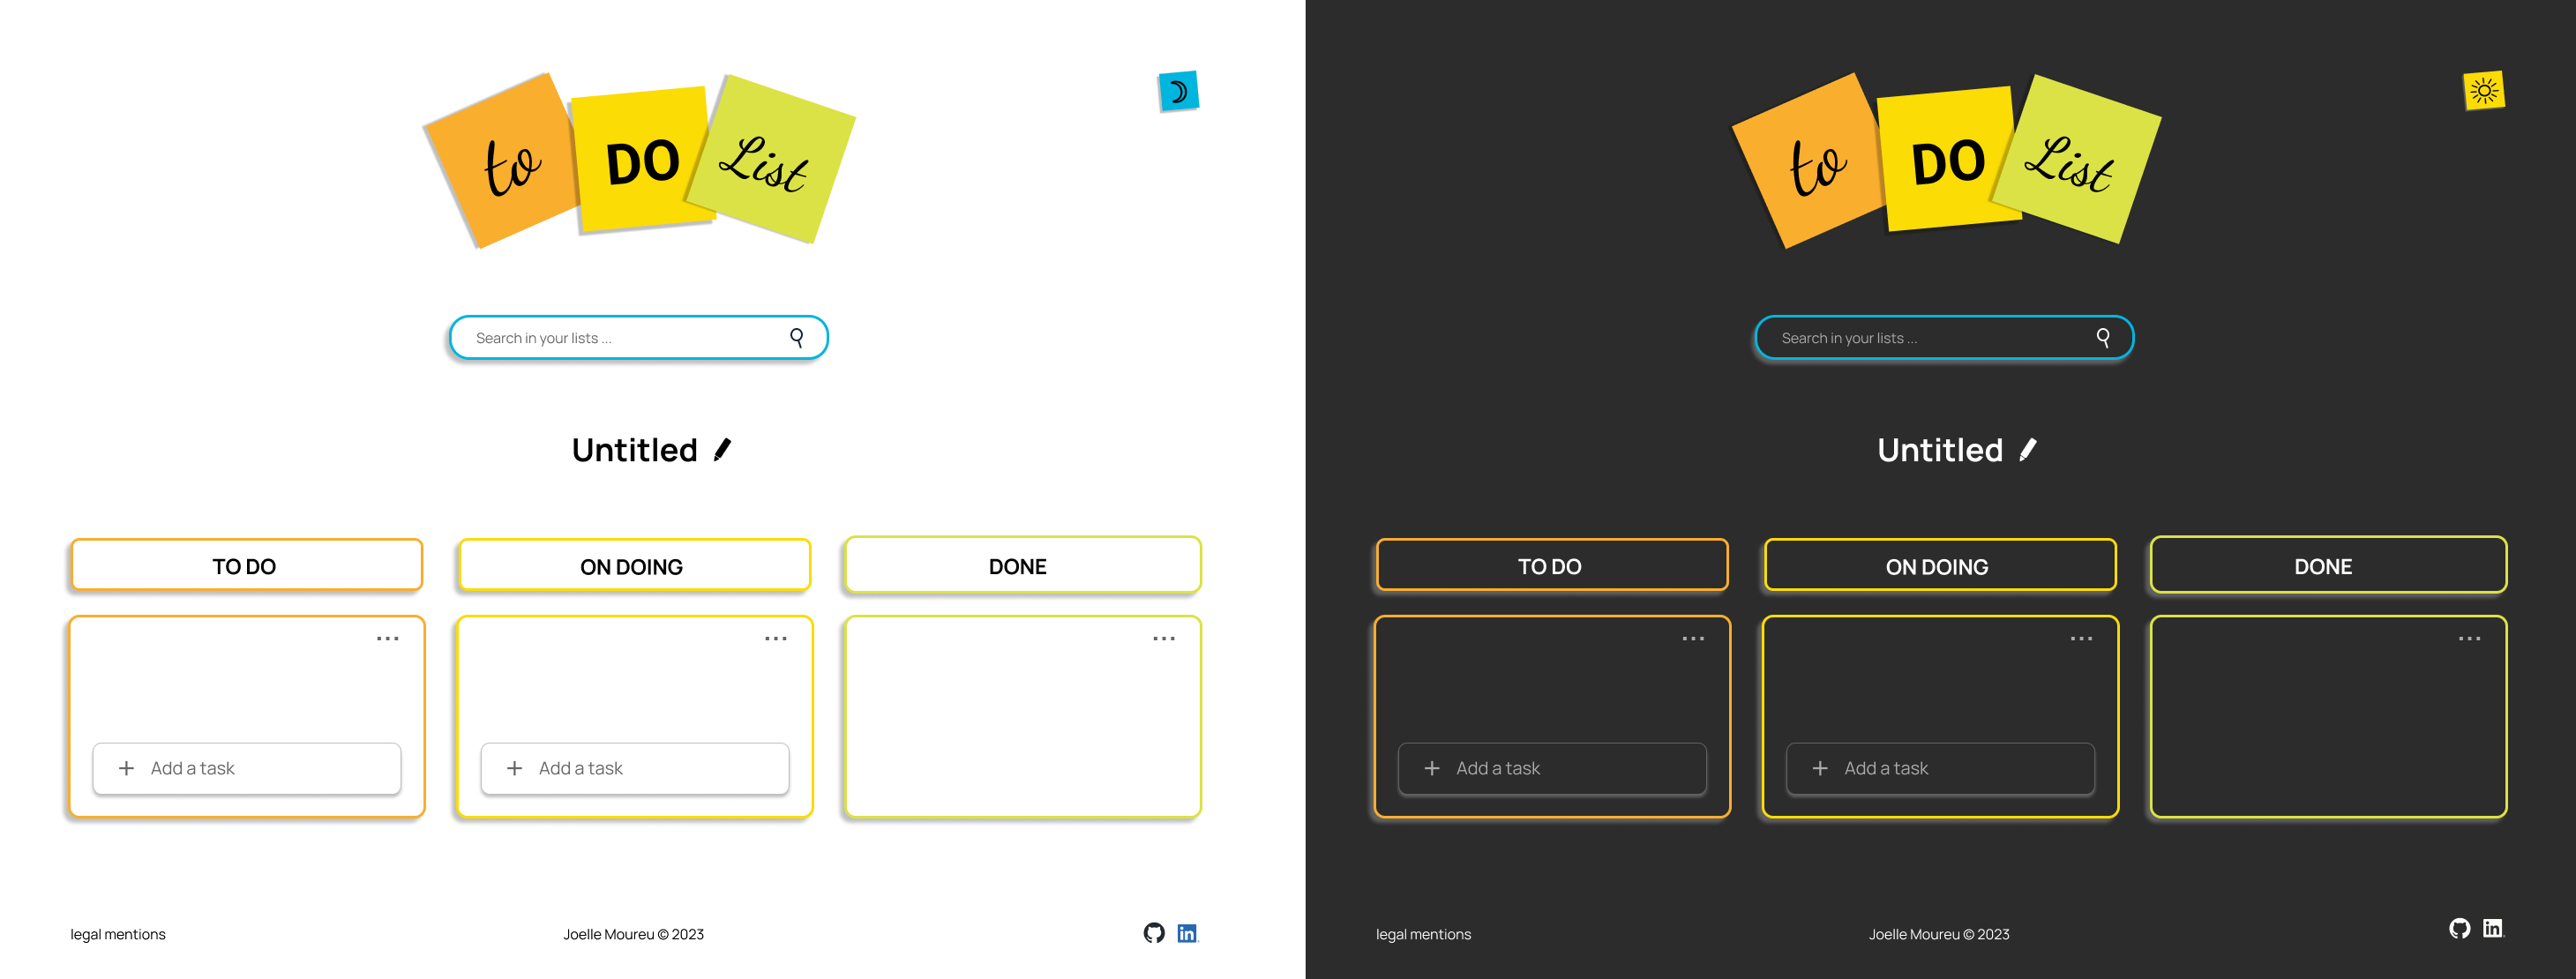 to DO List
Search in your lists ...
Untitled
TO DO
ON DOING
DONE
...
...
...
+ Add a task
+ Add a task
legal mentions
Joelle Moureu © 2023
in
to DO List
Search in your lists ...
Untitled
TO DO
ON DOING
DONE
...
...
...
+ Add a task
+ Add a task
legal mentions
Joelle Moureu © 2023
in